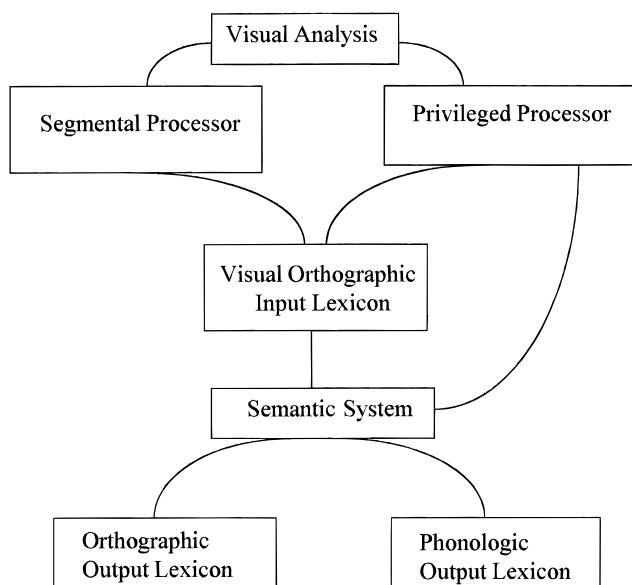 Visual Analysis
Segmental Processor
Privileged Processor
Visual Orthographic
Input Lexicon
Semantic System
Orthographic
Output Lexicon
Phonologic
Output Lexicon